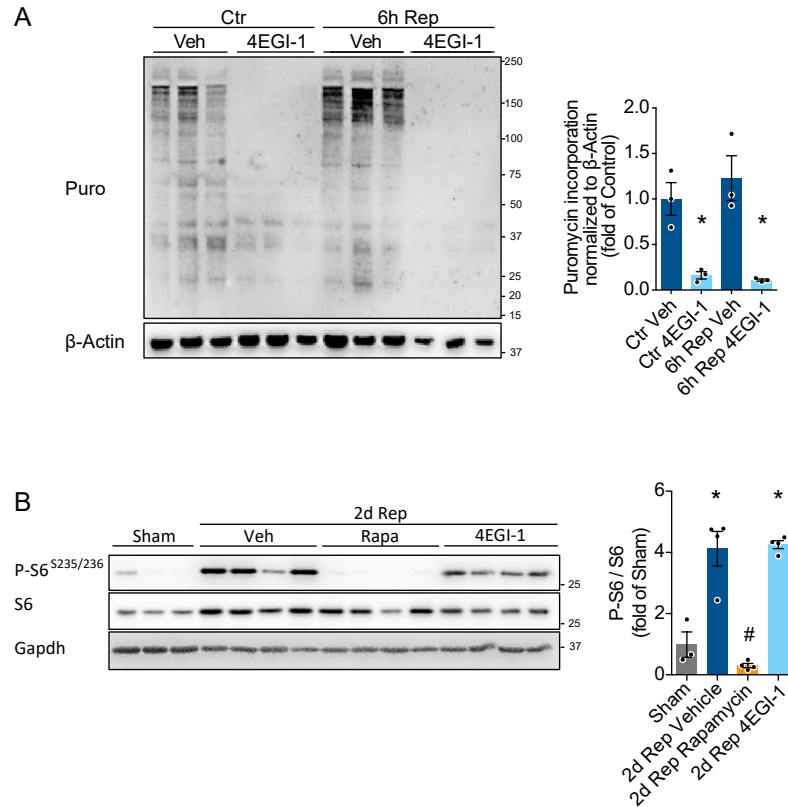 A
Ctr
6h Rep
Veh
4EGI-1
Veh
4EGI-1
Puro
250
150
100
75
50
37
25
20
15
β-Actin
37
Puromycin incorporation
normalized to β-Actin
(fold of Control)
2.0
1.5
1.0
0.5
0.0
*
*
Ctr Veh
Ctr 4EGI-1
6h Rep Veh
6h Rep 4EGI-1
B
2d Rep
Sham
Veh
Rapa
4EGI-1
P-S6 S235/236
25
S6
25
Gapdh
37
P-S6 / S6
(fold of Sham)
6
4
2
0
*
#
*
Sham
2d Rep Vehicle
2d Rep Rapamycin
2d Rep 4EGI-1